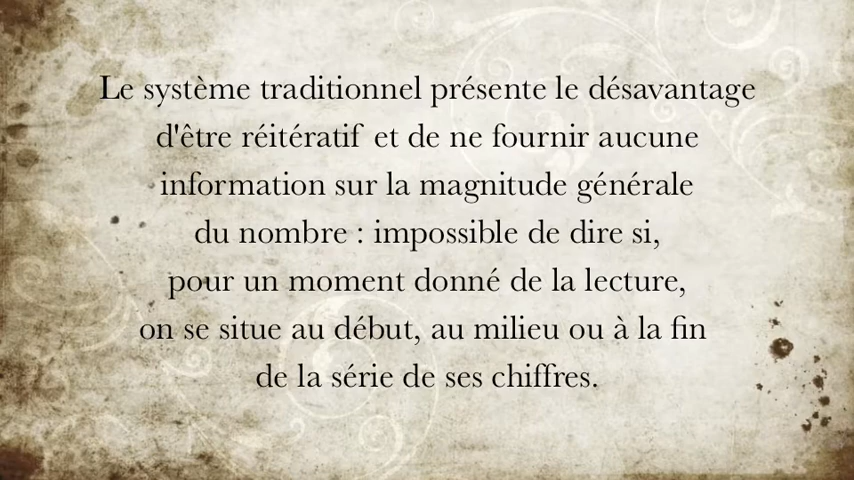 Le système traditionnel présente le désavantage
d'être réitératif et de ne fournir aucune
information sur la magnitude générale
du nombre : impossible de dire si,
pour un moment donné de la lecture,
on se situe au début, au milieu ou à la fin
de la série de ses chiffres.